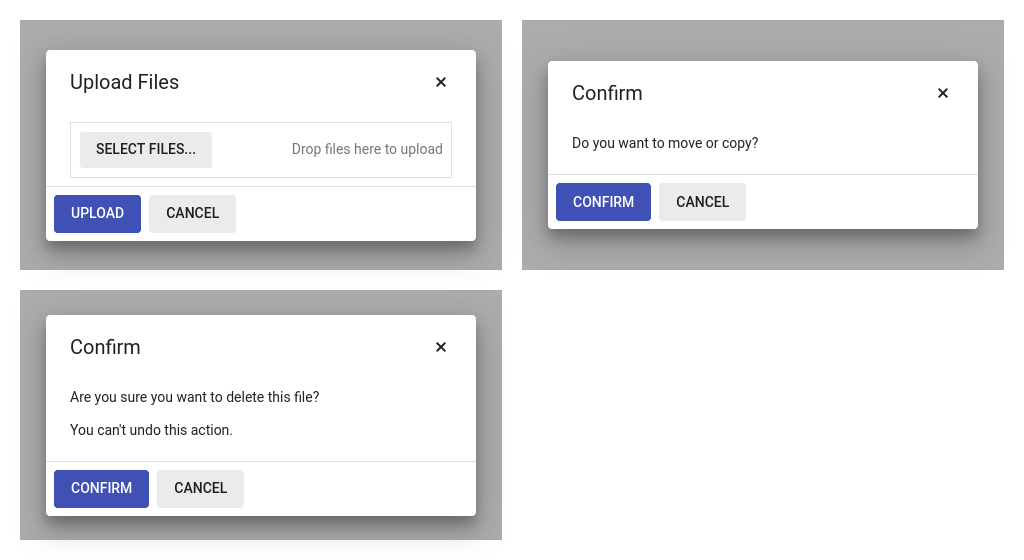 Upload Files
SELECT FILES...
Drop files here to upload
UPLOAD
CANCEL
Confirm
Do you want to move or copy?
CONFIRM
CANCEL
Confirm
Are you sure you want to delete this file?
You can't undo this action.
CONFIRM
CANCEL